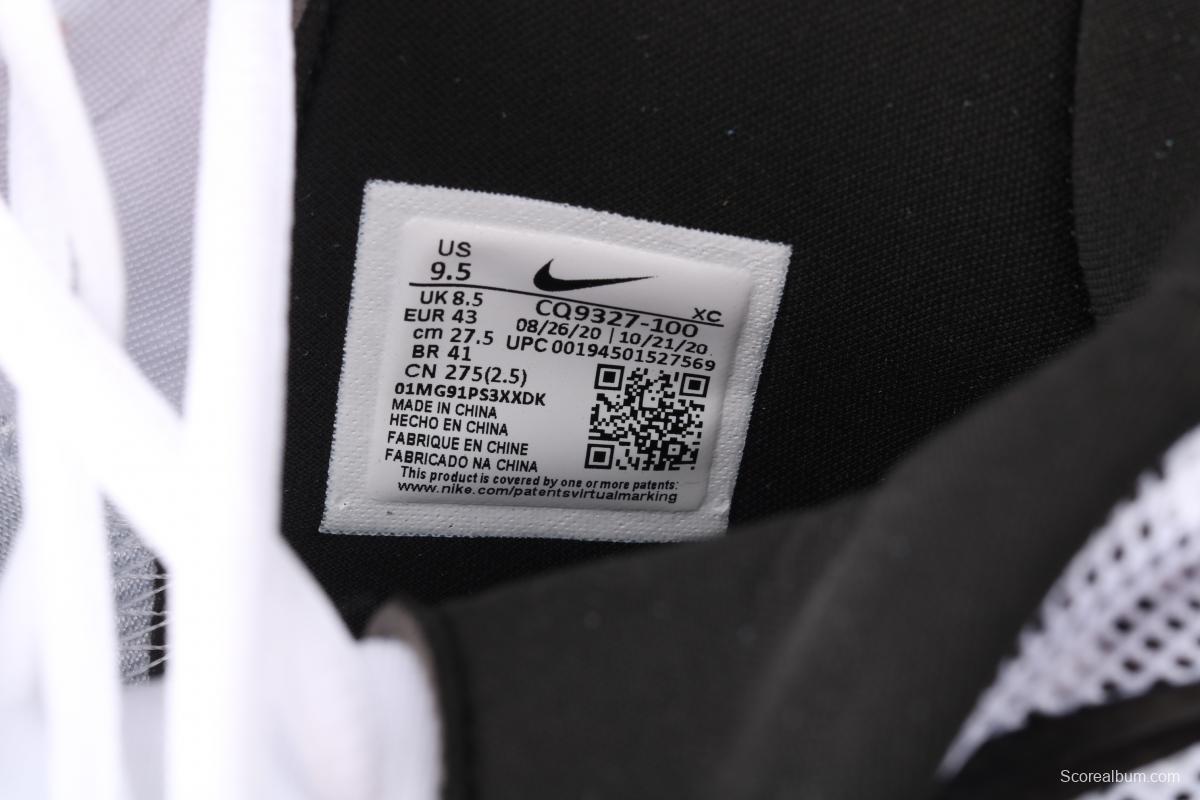 US
9.5
UK 8.5
EUR 43
cm 27.5
BR 41
CN 275(2.5)
XC
CQ9327-100
08/26/20 | 10/21/20
UPC 00194501527569
01MG91PS3XXDK
MADE IN CHINA
HECHO EN CHINA
FABRIQUE EN CHINE
FABRICADO NA CHINA
This product is covered by one or more patents:
www.nike.com/patentsvirtualmarking
Scorealbum.com